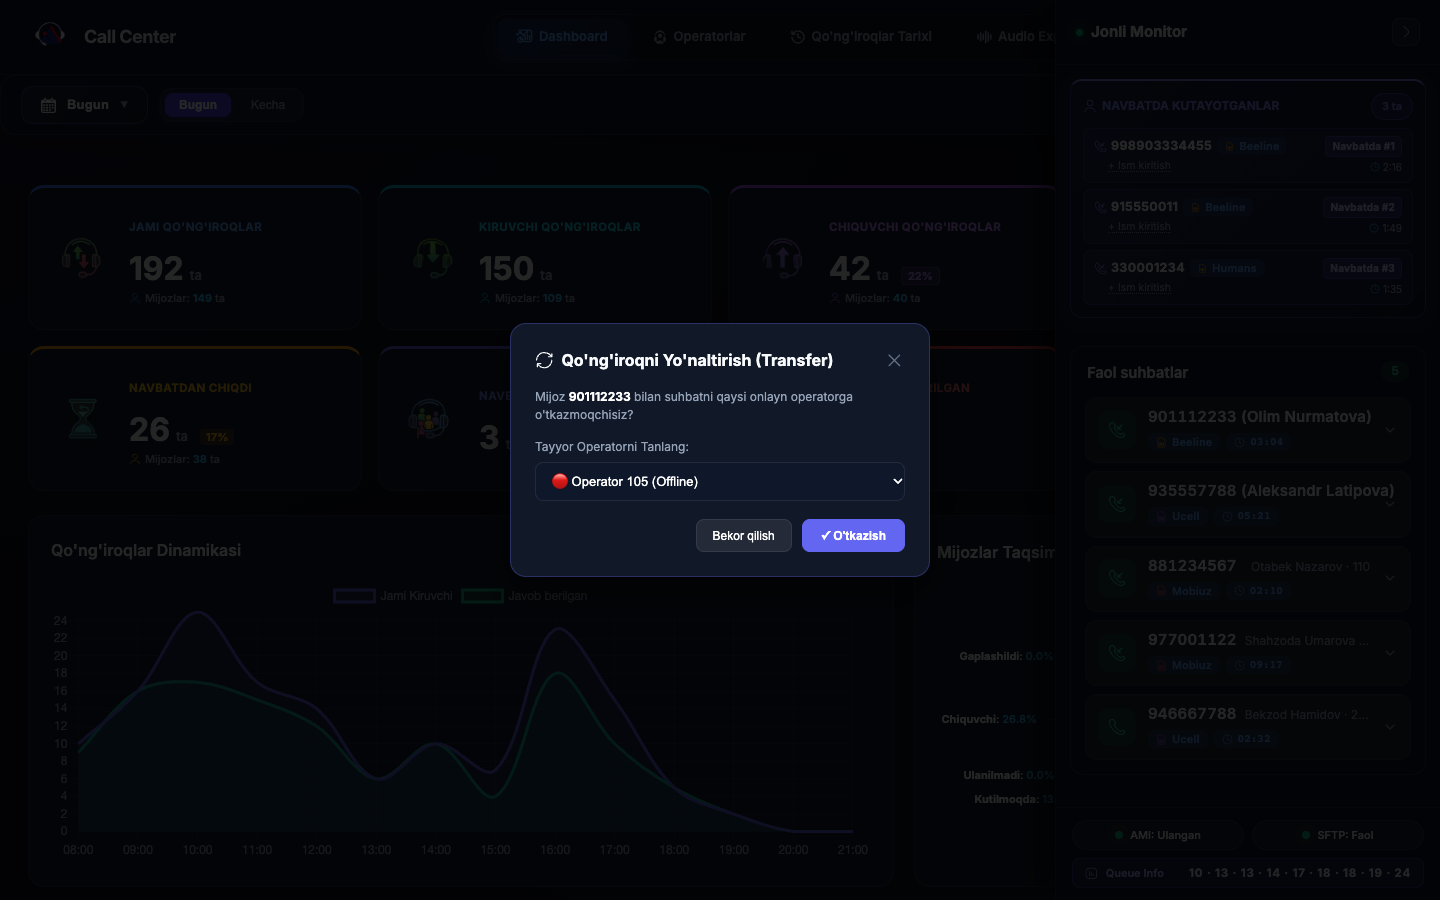 Call Center
Dashboard
Operatorlar
Qo'ng'iroqlar Tarixi
Audio
Jonli Monitor
Bugun ▼
Bugun
Kecha
NAVBATDA KUTAYOTGANLAR
3 ta
998903334455
Beeline
Navbatda #1
+ Ism kiritish
2:16
915550011
Beeline
Navbatda #2
+ Ism kiritish
1:49
330001234
Humans
Navbatda #3
+ Ism kiritish
1:35
JAMI QO'NG'IROQLAR
192 ta
Mijozlar: 149 ta
KIRUVCHI QO'NG'IROQLAR
150 ta
Mijozlar: 109 ta
CHIQUVCHI QO'NG'IROQLAR
42 ta 22%
Mijozlar: 40 ta
NAVBATDAN CHIQDI
26 ta 17%
Mijozlar: 38 ta
3
Qo'ng'iroqni Yo'naltirish (Transfer)
Mijoz 901112233 bilan suhbatni qaysi onlayn operatorga
o'tkazmoqchisiz?
Tayyor Operatorni Tanlang:
Operator 105 (Offline)
Bekor qilish
✓ O'tkazish
Faol suhbatlar
5
901112233 (Olim Nurmatova)
Beeline
03:04
935557788 (Aleksandr Latipova)
Ucell
05:21
881234567 Otabek Nazarov · 110
Mobiuz
977001122 Shahzoda Umarova ...
Mobiuz
09:17
946667788 Bekzod Hamidov · 2...
Ucell
02:32
Qo'ng'iroqlar Dinamikasi
Jami Kiruvchi
Javob berilgan
24
22
20
18
16
14
12
10
8
6
4
2
0
08:00 09:00 10:00 11:00 12:00 13:00 14:00 15:00 16:00 17:00 18:00 19:00 20:00 21:00
Mijozlar
Gaplashildi: 0.0%
Chiquvchi: 26.8%
Ulanilmadi: 0.0%
Kutilmoqda: 13
AMI: Ulangan
SFTP: Faol
Queue Info
10 · 13 · 13 · 14 · 17 · 18 · 18 · 19 · 24